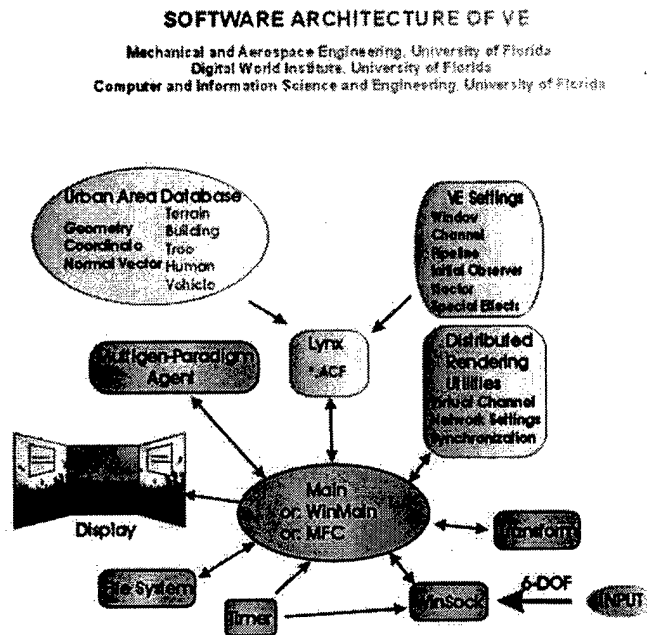 SOFTWARE ARCHITECTURE OF VE
Mechanical and Aerospace Engineering, University of Florida
Digital World Institute, University of Florida
Computer and Information Science and Engineering, University of Florida
Urban Area Database
Terrain
Geometry Building
Coordinate Tree
Normal Vector Human
Vehicle
VE Settings
Window
Channel
Pipeline
Initial Observer
Special Effects
Multigen-Paradigm
Agent
Lynx
*.ACF
Distributed
Rendering
Utilities
Virtual Channel
Network Settings
Synchronization
Display
Main
or: WinMain
or: MFC
Transform
File System
Timer
WinSock
6-DOF
INPUT